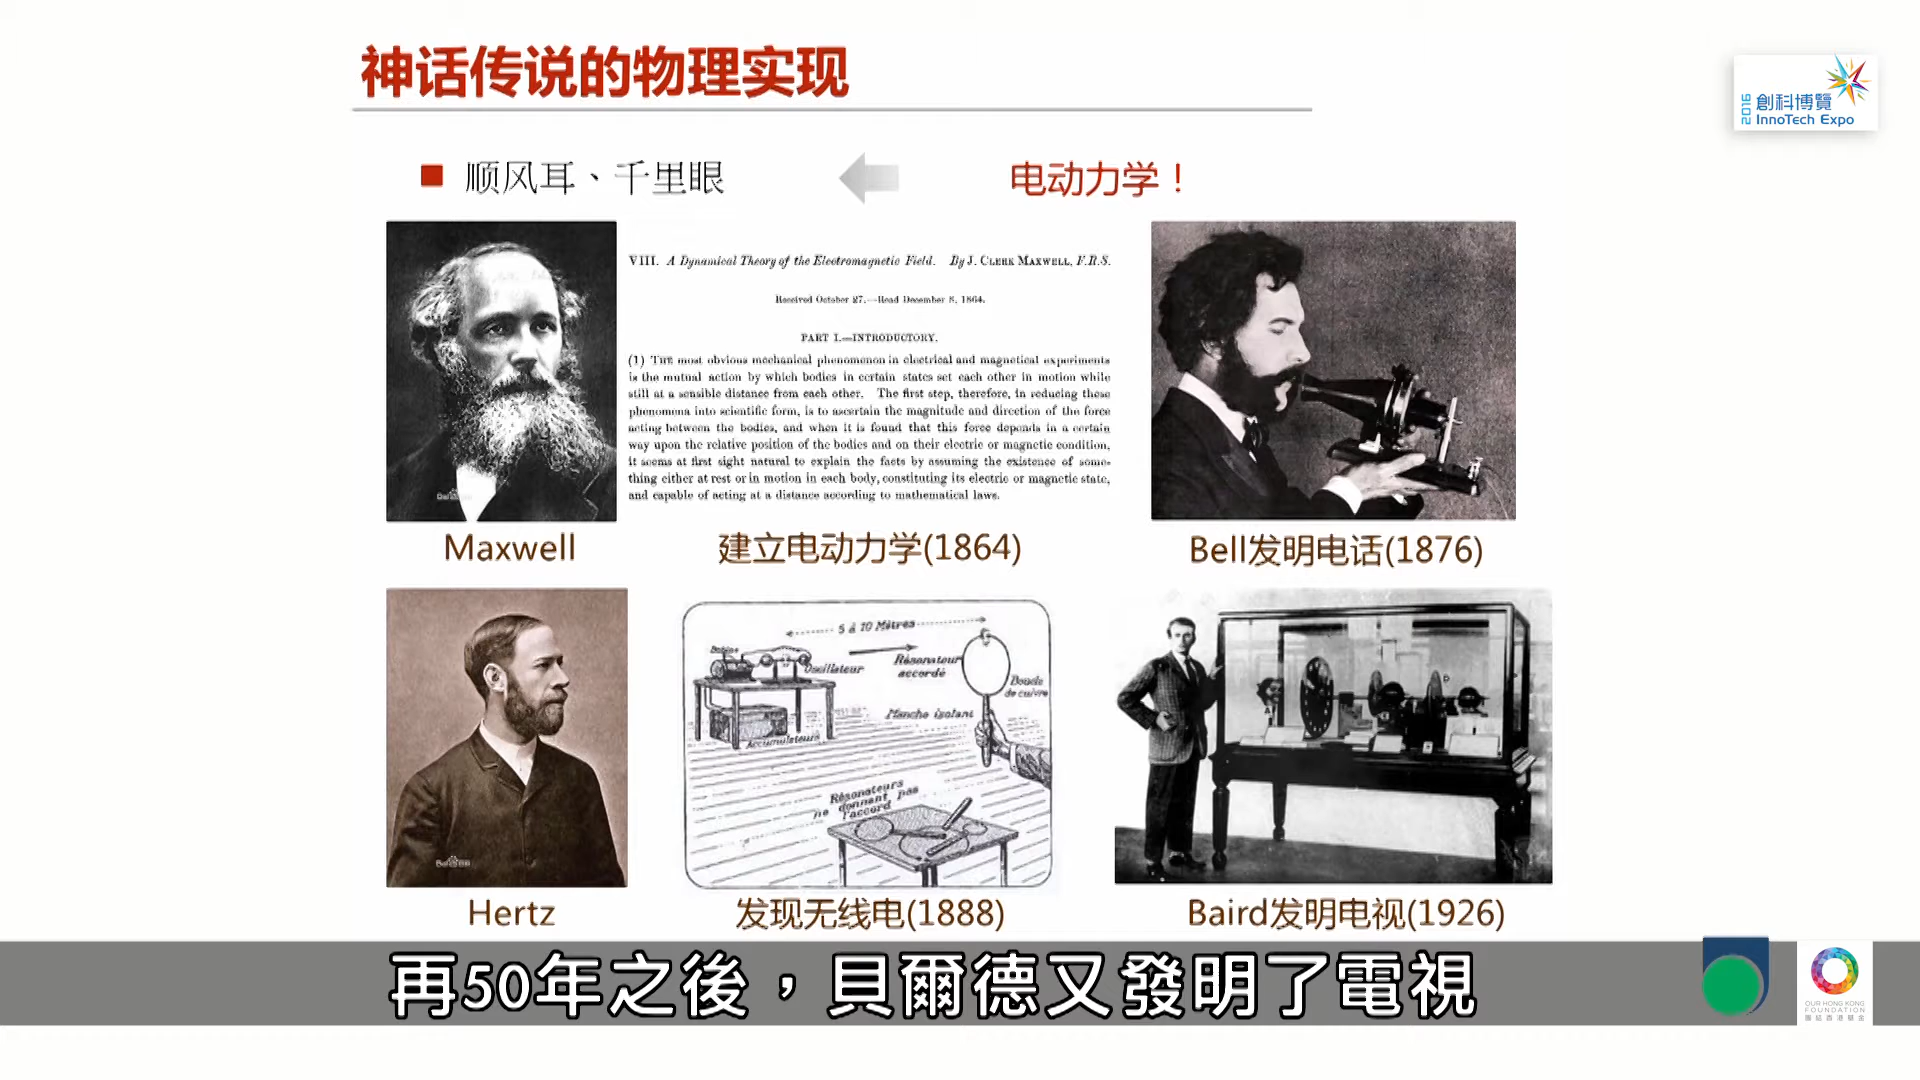 神话传说的物理实现
2016 創科博覽
InnoTech Expo
■ 顺风耳、千里眼
电动力学！
VIII. A Dynamical Theory of the Electromagnetic Field. By J. CLERK MAXWELL, F.R.S.
Received October 27,—Read December 8, 1864.
PART I.—INTRODUCTORY.
(1) THE most obvious mechanical phenomenon in electrical and magnetical experiments
is the mutual action by which bodies in certain states set each other in motion while
still at a sensible distance from each other. The first step, therefore, in reducing these
phenomena into scientific form, is to ascertain the magnitude and direction of the force
acting between the bodies, and when it is found that this force depends in a certain
way upon the relative position of the bodies and on their electric or magnetic condition,
it seems at first sight natural to explain the facts by assuming the existence of some-
thing either at rest or in motion in each body, constituting its electric or magnetic state,
and capable of acting at a distance according to mathematical laws.
Maxwell
建立电动力学(1864)
Bell发明电话(1876)
5 à 10 Mètres
Bobine
Oscillateur
Résonateur
accordé
Boucle
de cuivre
Manche isolant
Accumulateurs
Résonateurs
ne donnent pas
l'accord
Hertz
发现无线电(1888)
Baird发明电视(1926)
再50年之後，貝爾德又發明了電視
OUR HONG KONG
FOUNDATION
團結香港基金